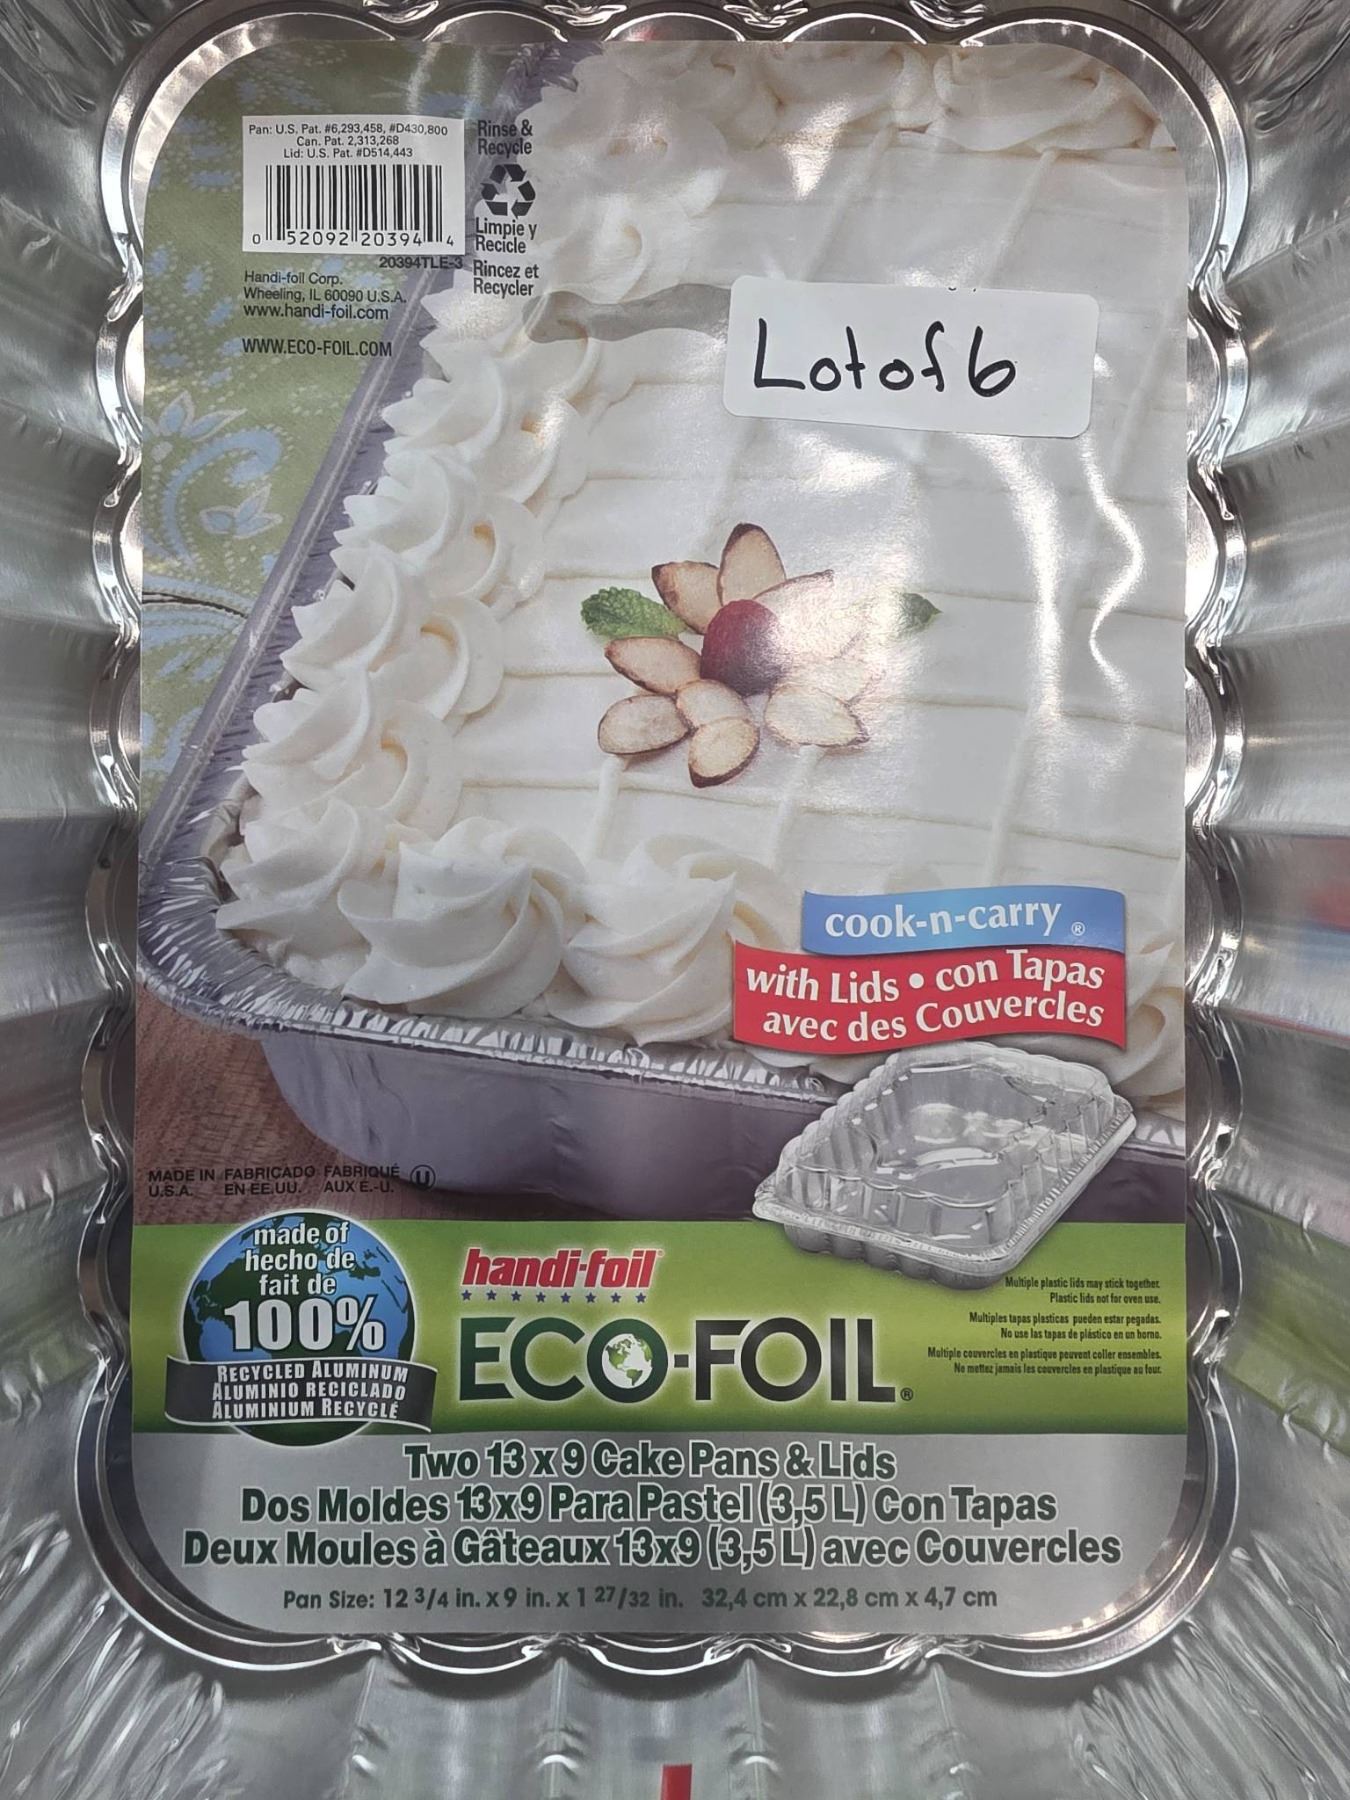 Pan: U.S. Pat. #6,293,458, #D430,800
Can. Pat. 2,313,268
Lid: U.S. Pat. #D514,443
0 52092 20394 4
20394TLE-3
Handi-foil Corp.
Wheeling, IL 60090 U.S.A.
www.handi-foil.com
WWW.ECO-FOIL.COM
Rinse &
Recycle
Limpie y
Recicle
Rincez et
Recycler
Lot of 6
cook-n-carry ®
with Lids • con Tapas
avec des Couvercles
MADE IN FABRICADO FABRIQUÉ
U.S.A. EN EE.UU. AUX E.-U.
U
made of
hecho de
fait de
100%
RECYCLED ALUMINUM
ALUMINIO RECICLADO
ALUMINIUM RECYCLÉ
handi-foil
ECO-FOIL®
Multiple plastic lids may stick together.
Plastic lids not for oven use.
Multiples tapas plasticas pueden estar pegadas.
No use las tapas de plástico en un horno.
Multiple couvercles en plastique peuvent coller ensembles.
Ne mettez jamais les couvercles en plastique au four.
Two 13 x 9 Cake Pans & Lids
Dos Moldes 13x9 Para Pastel (3,5 L) Con Tapas
Deux Moules à Gâteaux 13x9 (3,5 L) avec Couvercles
Pan Size: 12 3/4 in. x 9 in. x 1 27/32 in. 32,4 cm x 22,8 cm x 4,7 cm